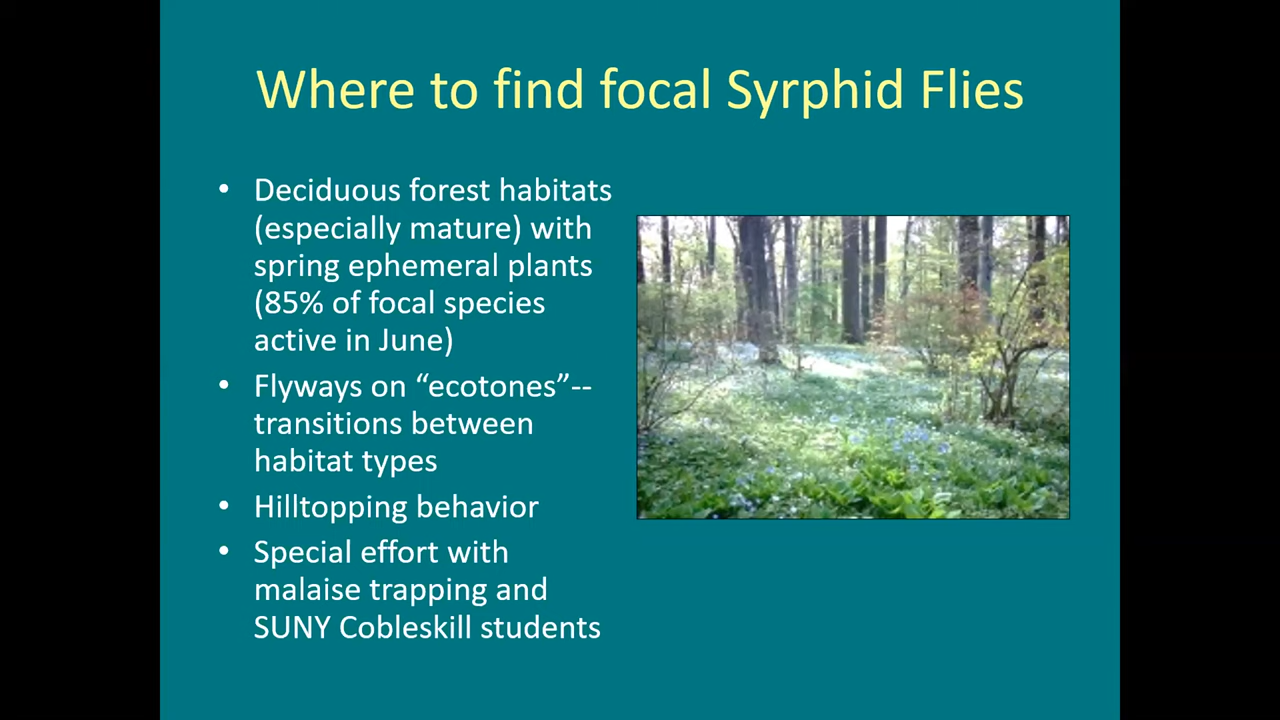 Where to find focal Syrphid Flies
• Deciduous forest habitats
(especially mature) with
spring ephemeral plants
(85% of focal species
active in June)
• Flyways on “ecotones”--
transitions between
habitat types
• Hilltopping behavior
• Special effort with
malaise trapping and
SUNY Cobleskill students